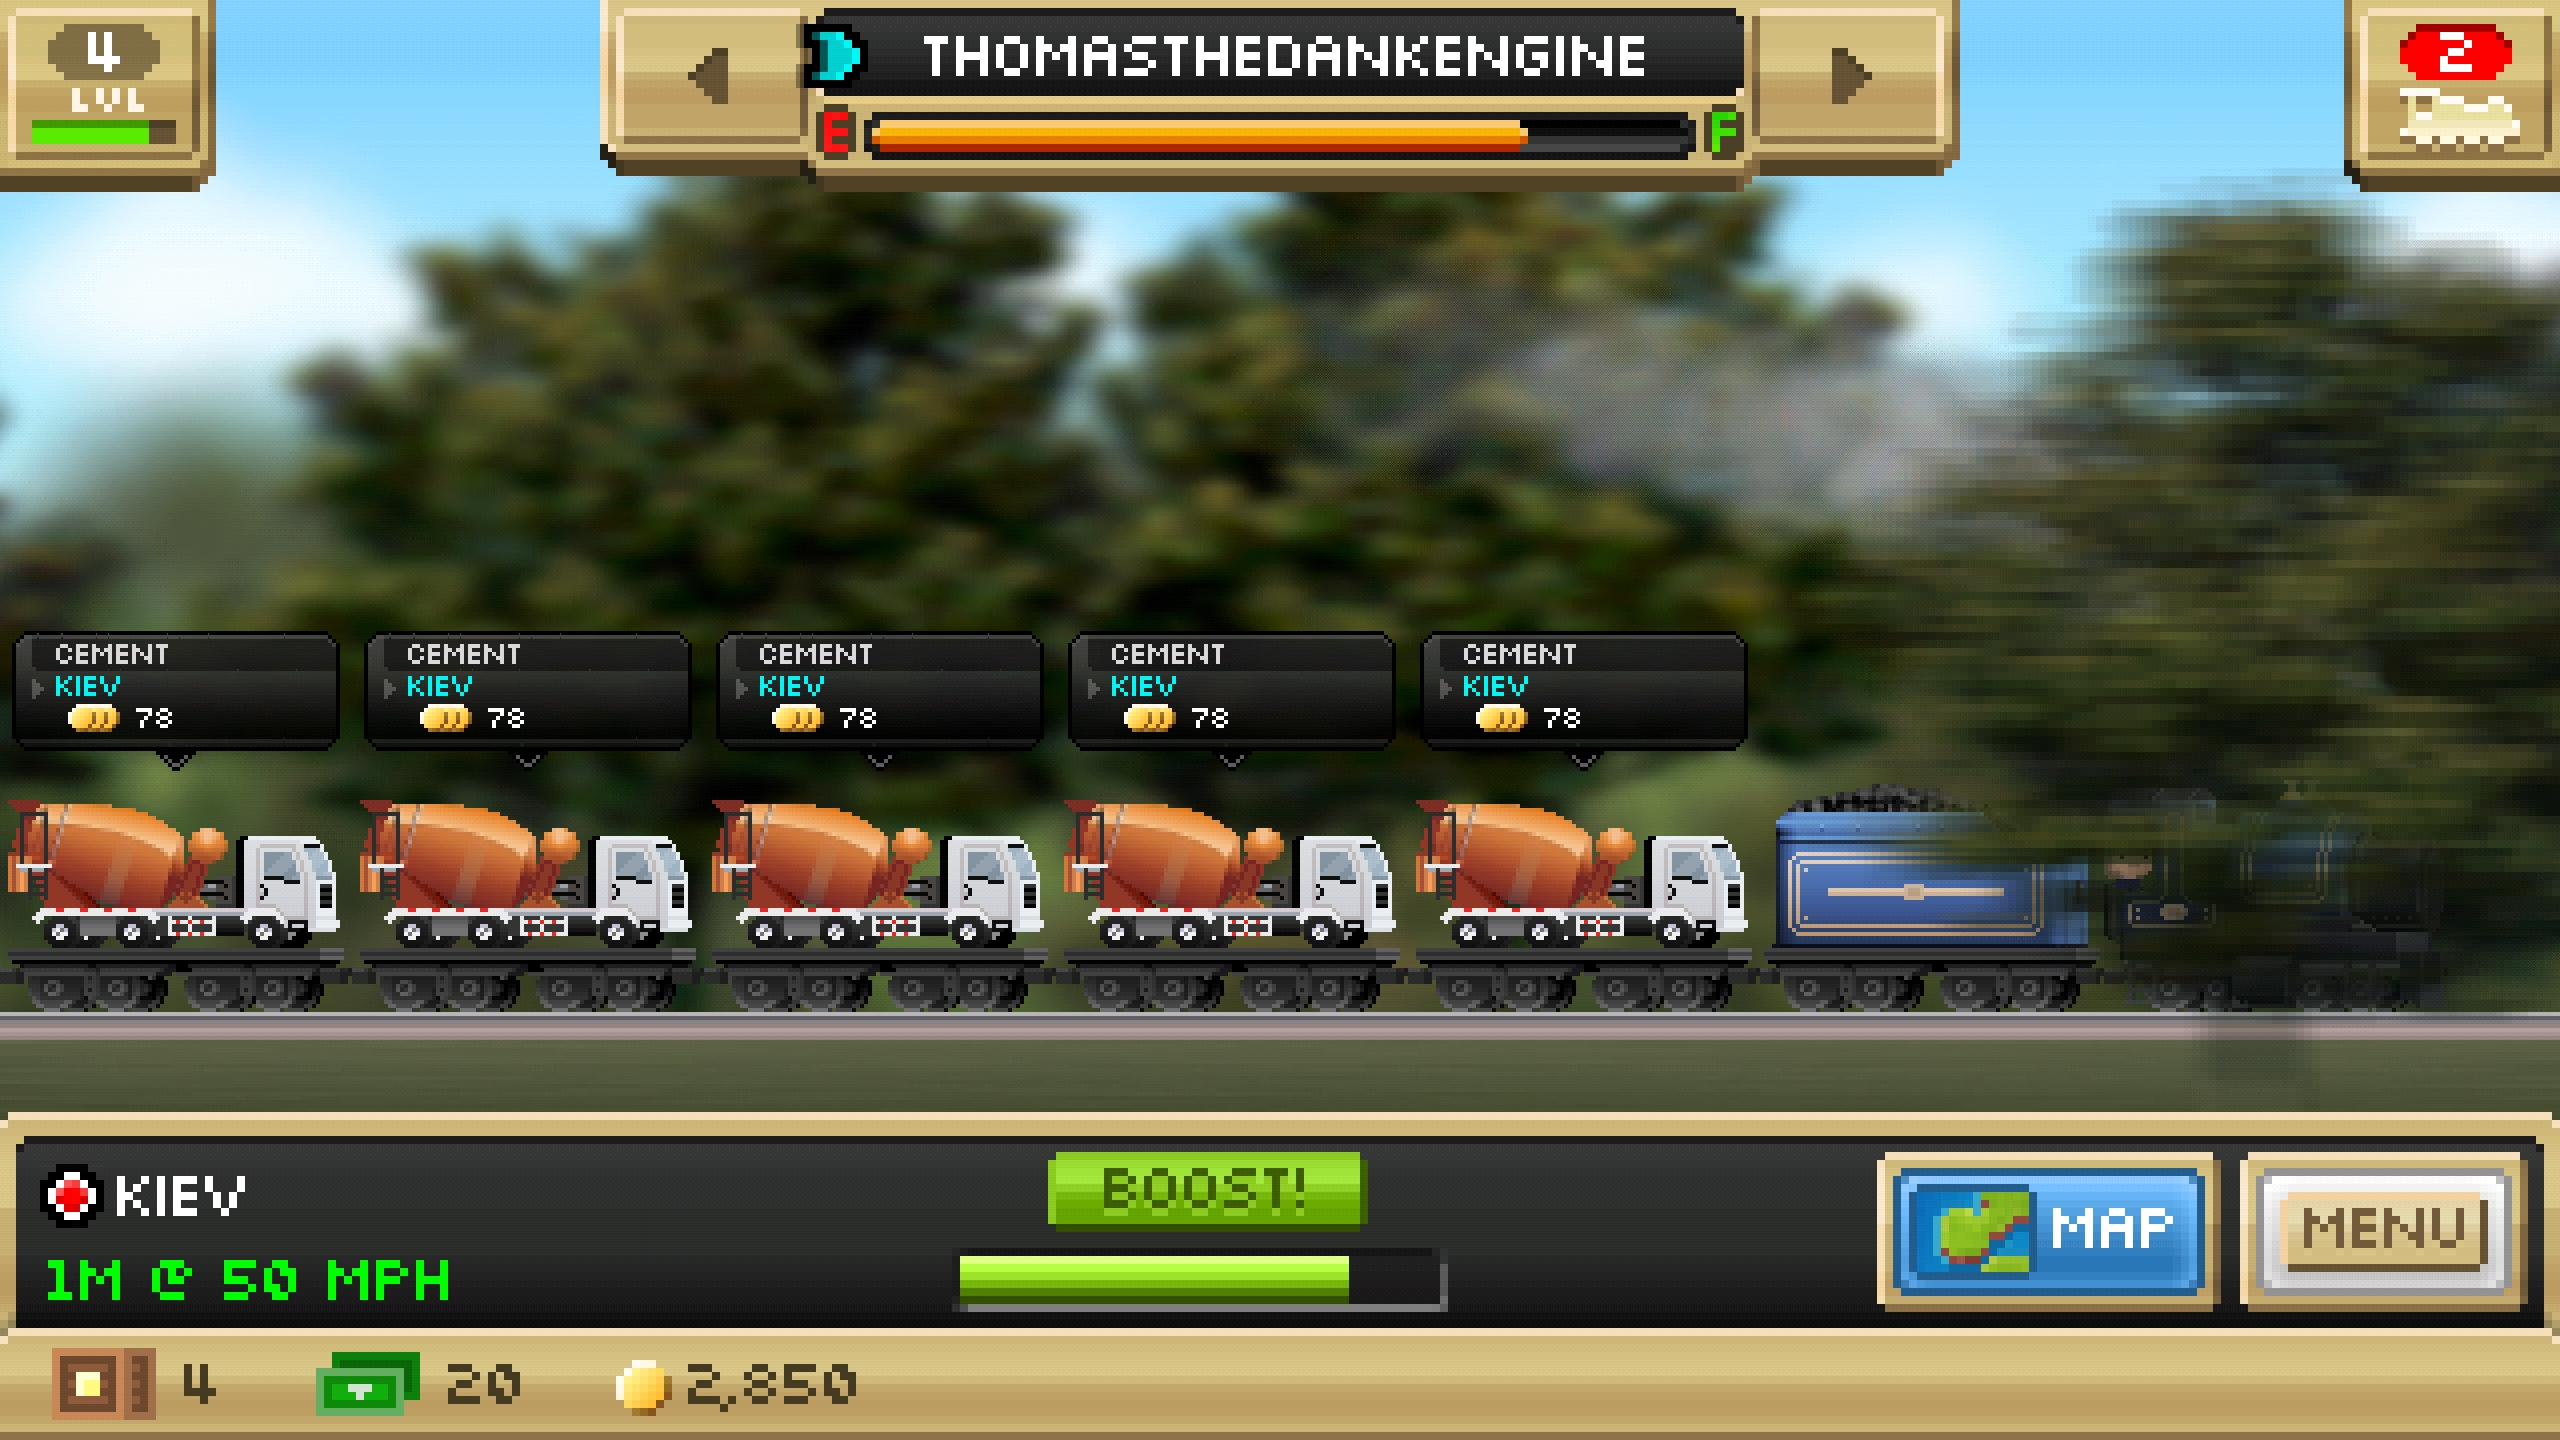 4
LVL
THOMASTHEDANKENGINE
E F
2
CEMENT
KIEV
78
CEMENT
KIEV
78
CEMENT
KIEV
78
CEMENT
KIEV
78
CEMENT
KIEV
78
KIEV
1M @ 50 MPH
BOOST!
MAP
MENU
4
20
2,850